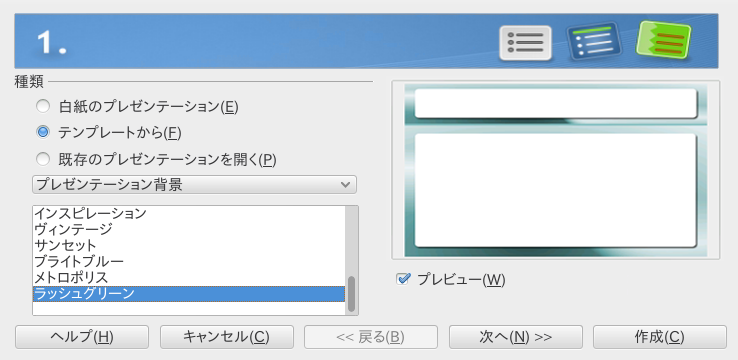 1.
種類
白紙のプレゼンテーション(E)
テンプレートから(F)
既存のプレゼンテーションを開く(P)
プレゼンテーション背景
インスピレーション
ヴィンテージ
サンセット
ブライトブルー
メトロポリス
ラッシュグリーン
プレビュー(W)
ヘルプ(H)
キャンセル(C)
<< 戻る(B)
次へ(N) >>
作成(C)